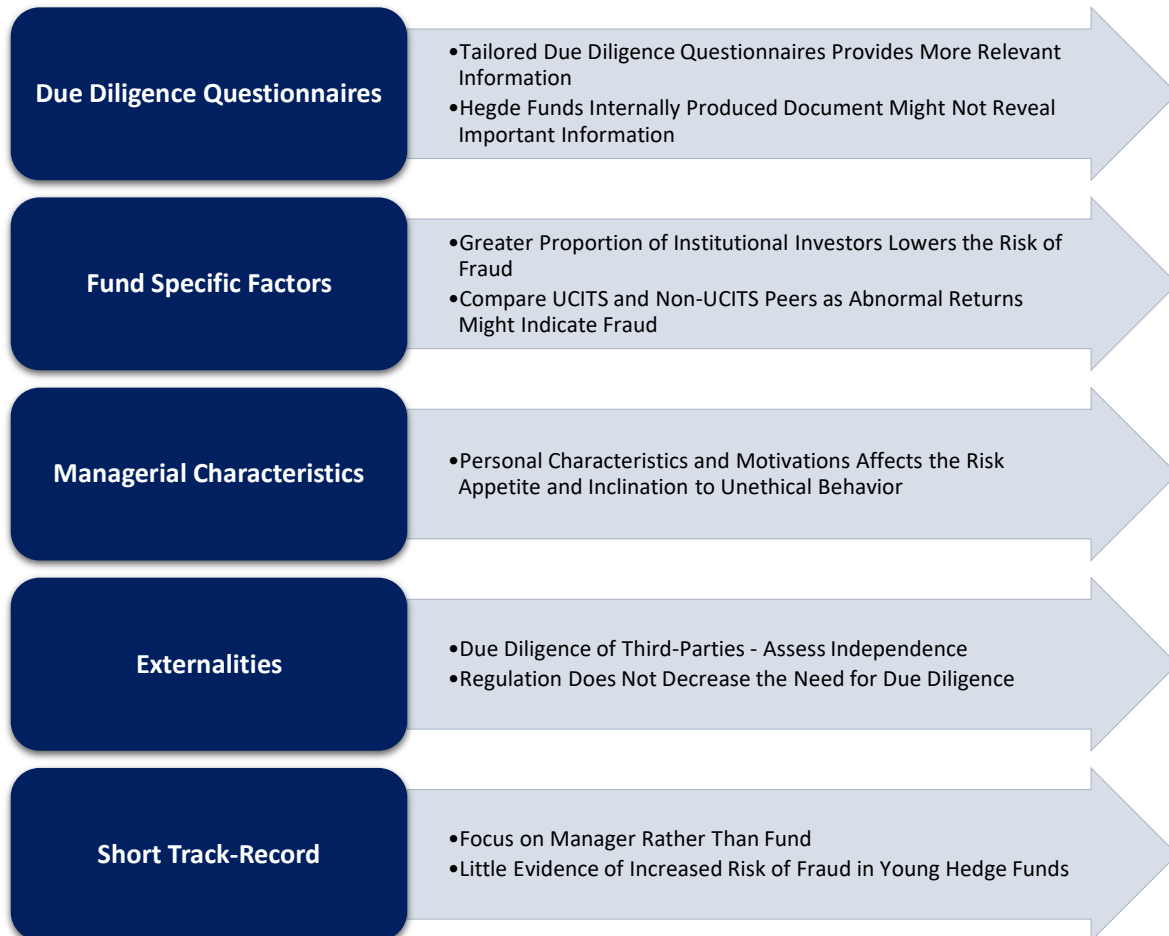 Due Diligence Questionnaires
•Tailored Due Diligence Questionnaires Provides More Relevant
Information
•Hegde Funds Internally Produced Document Might Not Reveal
Important Information
Fund Specific Factors
•Greater Proportion of Institutional Investors Lowers the Risk of
Fraud
•Compare UCITS and Non-UCITS Peers as Abnormal Returns
Might Indicate Fraud
Managerial Characteristics
•Personal Characteristics and Motivations Affects the Risk
Appetite and Inclination to Unethical Behavior
Externalities
•Due Diligence of Third-Parties - Assess Independence
•Regulation Does Not Decrease the Need for Due Diligence
Short Track-Record
•Focus on Manager Rather Than Fund
•Little Evidence of Increased Risk of Fraud in Young Hedge Funds